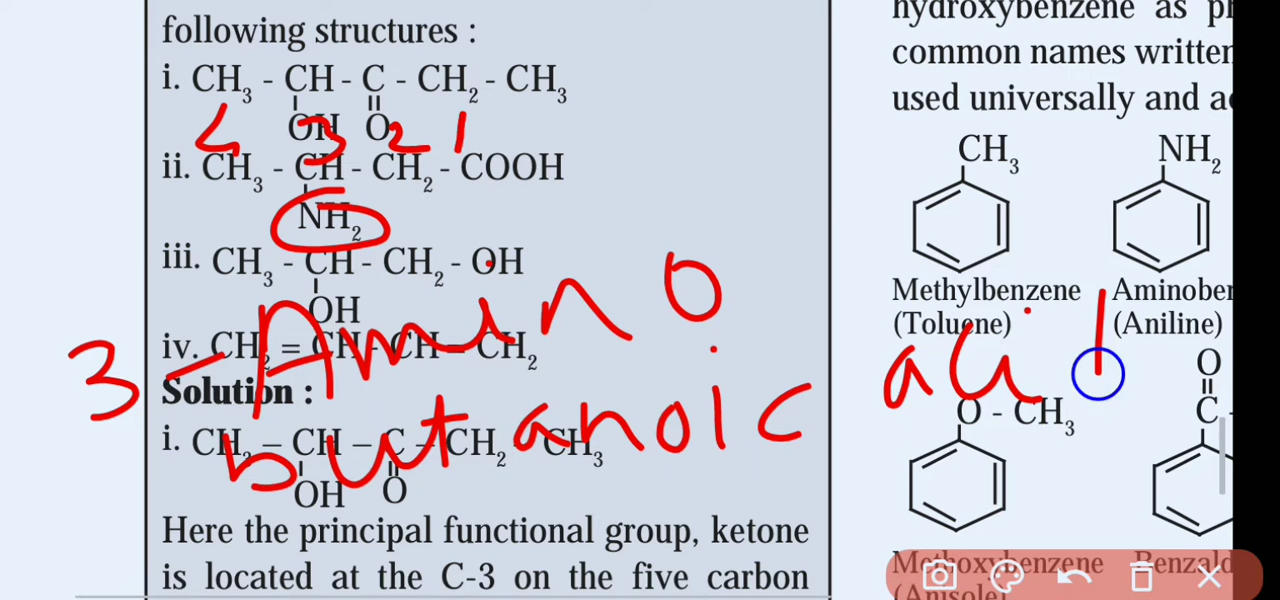 following structures :
i. CH3 - CH - C - CH2 - CH3
OH O
4 3 2 1
ii. CH3 - CH - CH2 - COOH
NH2
iii. CH3 - CH - CH2 - OH
OH
iv. CH2 = CH - CH = CH2
Solution :
i. CH3 – CH – C – CH2 – CH3
OH O
Here the principal functional group, ketone
is located at the C-3 on the five carbon
3-Amino
butanoic
hydroxybenzene as
common names written
used universally and
CH3 NH2
Methylbenzene
(Toluene)
(Aniline)
O - CH3
O
C
Methoxybenzene
(Anisole)